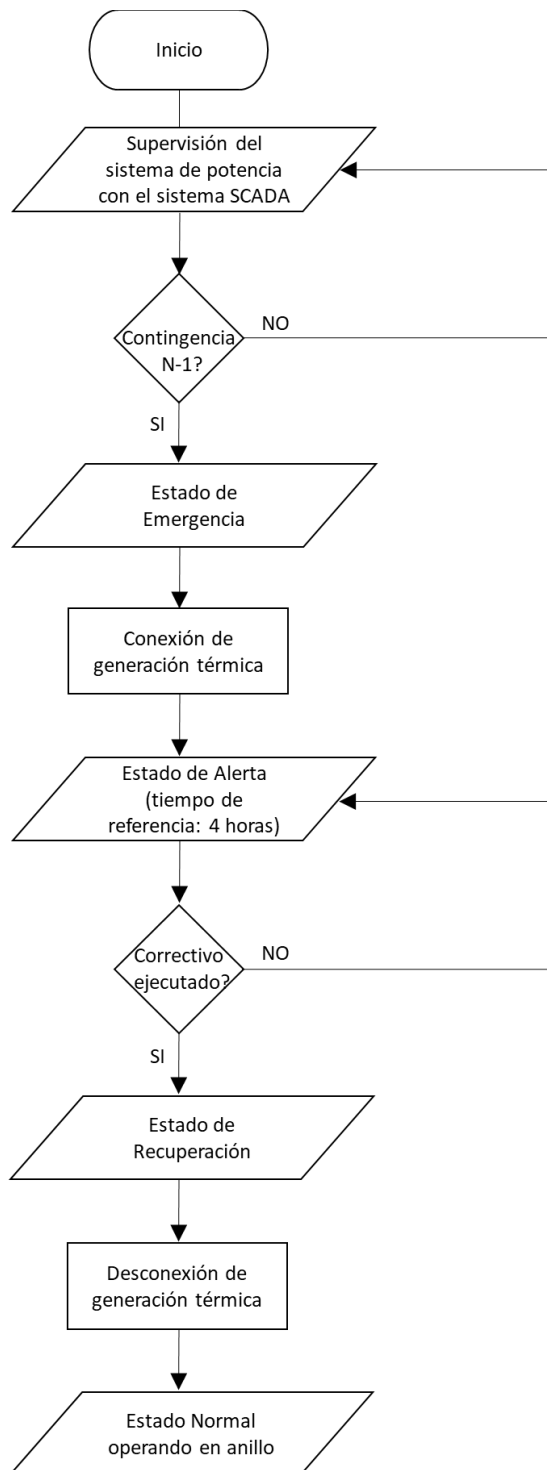 Inicio
Supervisión del
sistema de potencia
con el sistema SCADA
Contingencia
N-1?
NO
SI
Estado de
Emergencia
Conexión de
generación térmica
Estado de Alerta
(tiempo de
referencia: 4 horas)
Correctivo
ejecutado?
NO
SI
Estado de
Recuperación
Desconexión de
generación térmica
Estado Normal
operando en anillo